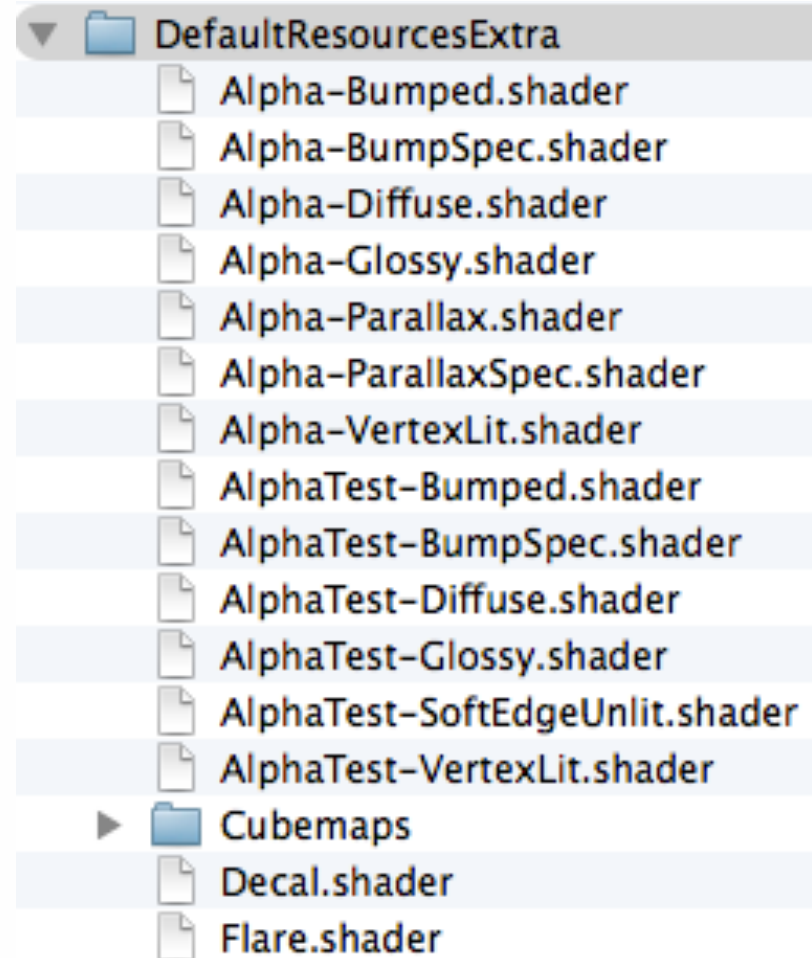 DefaultResourcesExtra
Alpha-Bumped.shader
Alpha-BumpSpec.shader
Alpha-Diffuse.shader
Alpha-Glossy.shader
Alpha-Parallax.shader
Alpha-ParallaxSpec.shader
Alpha-VertexLit.shader
AlphaTest-Bumped.shader
AlphaTest-BumpSpec.shader
AlphaTest-Diffuse.shader
AlphaTest-Glossy.shader
AlphaTest-SoftEdgeUnlit.shader
AlphaTest-VertexLit.shader
Cubemaps
Decal.shader
Flare.shader